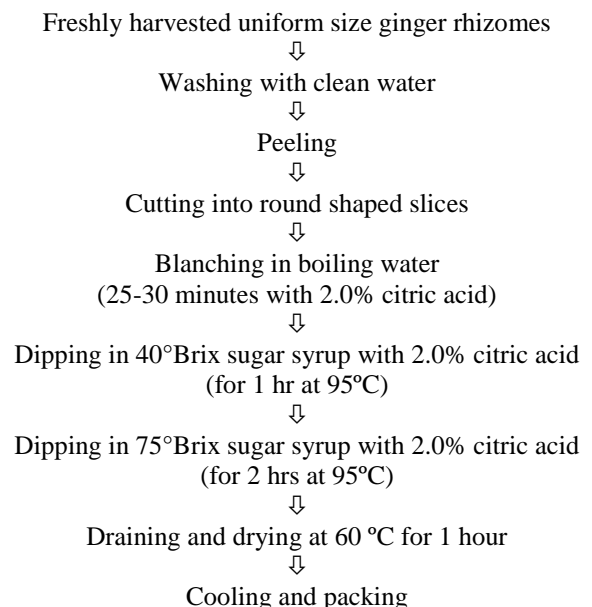 Freshly harvested uniform size ginger rhizomes
⇩
Washing with clean water
⇩
Peeling
⇩
Cutting into round shaped slices
⇩
Blanching in boiling water
(25-30 minutes with 2.0% citric acid)
⇩
Dipping in 40°Brix sugar syrup with 2.0% citric acid
(for 1 hr at 95ºC)
⇩
Dipping in 75°Brix sugar syrup with 2.0% citric acid
(for 2 hrs at 95ºC)
⇩
Draining and drying at 60 ºC for 1 hour
⇩
Cooling and packing